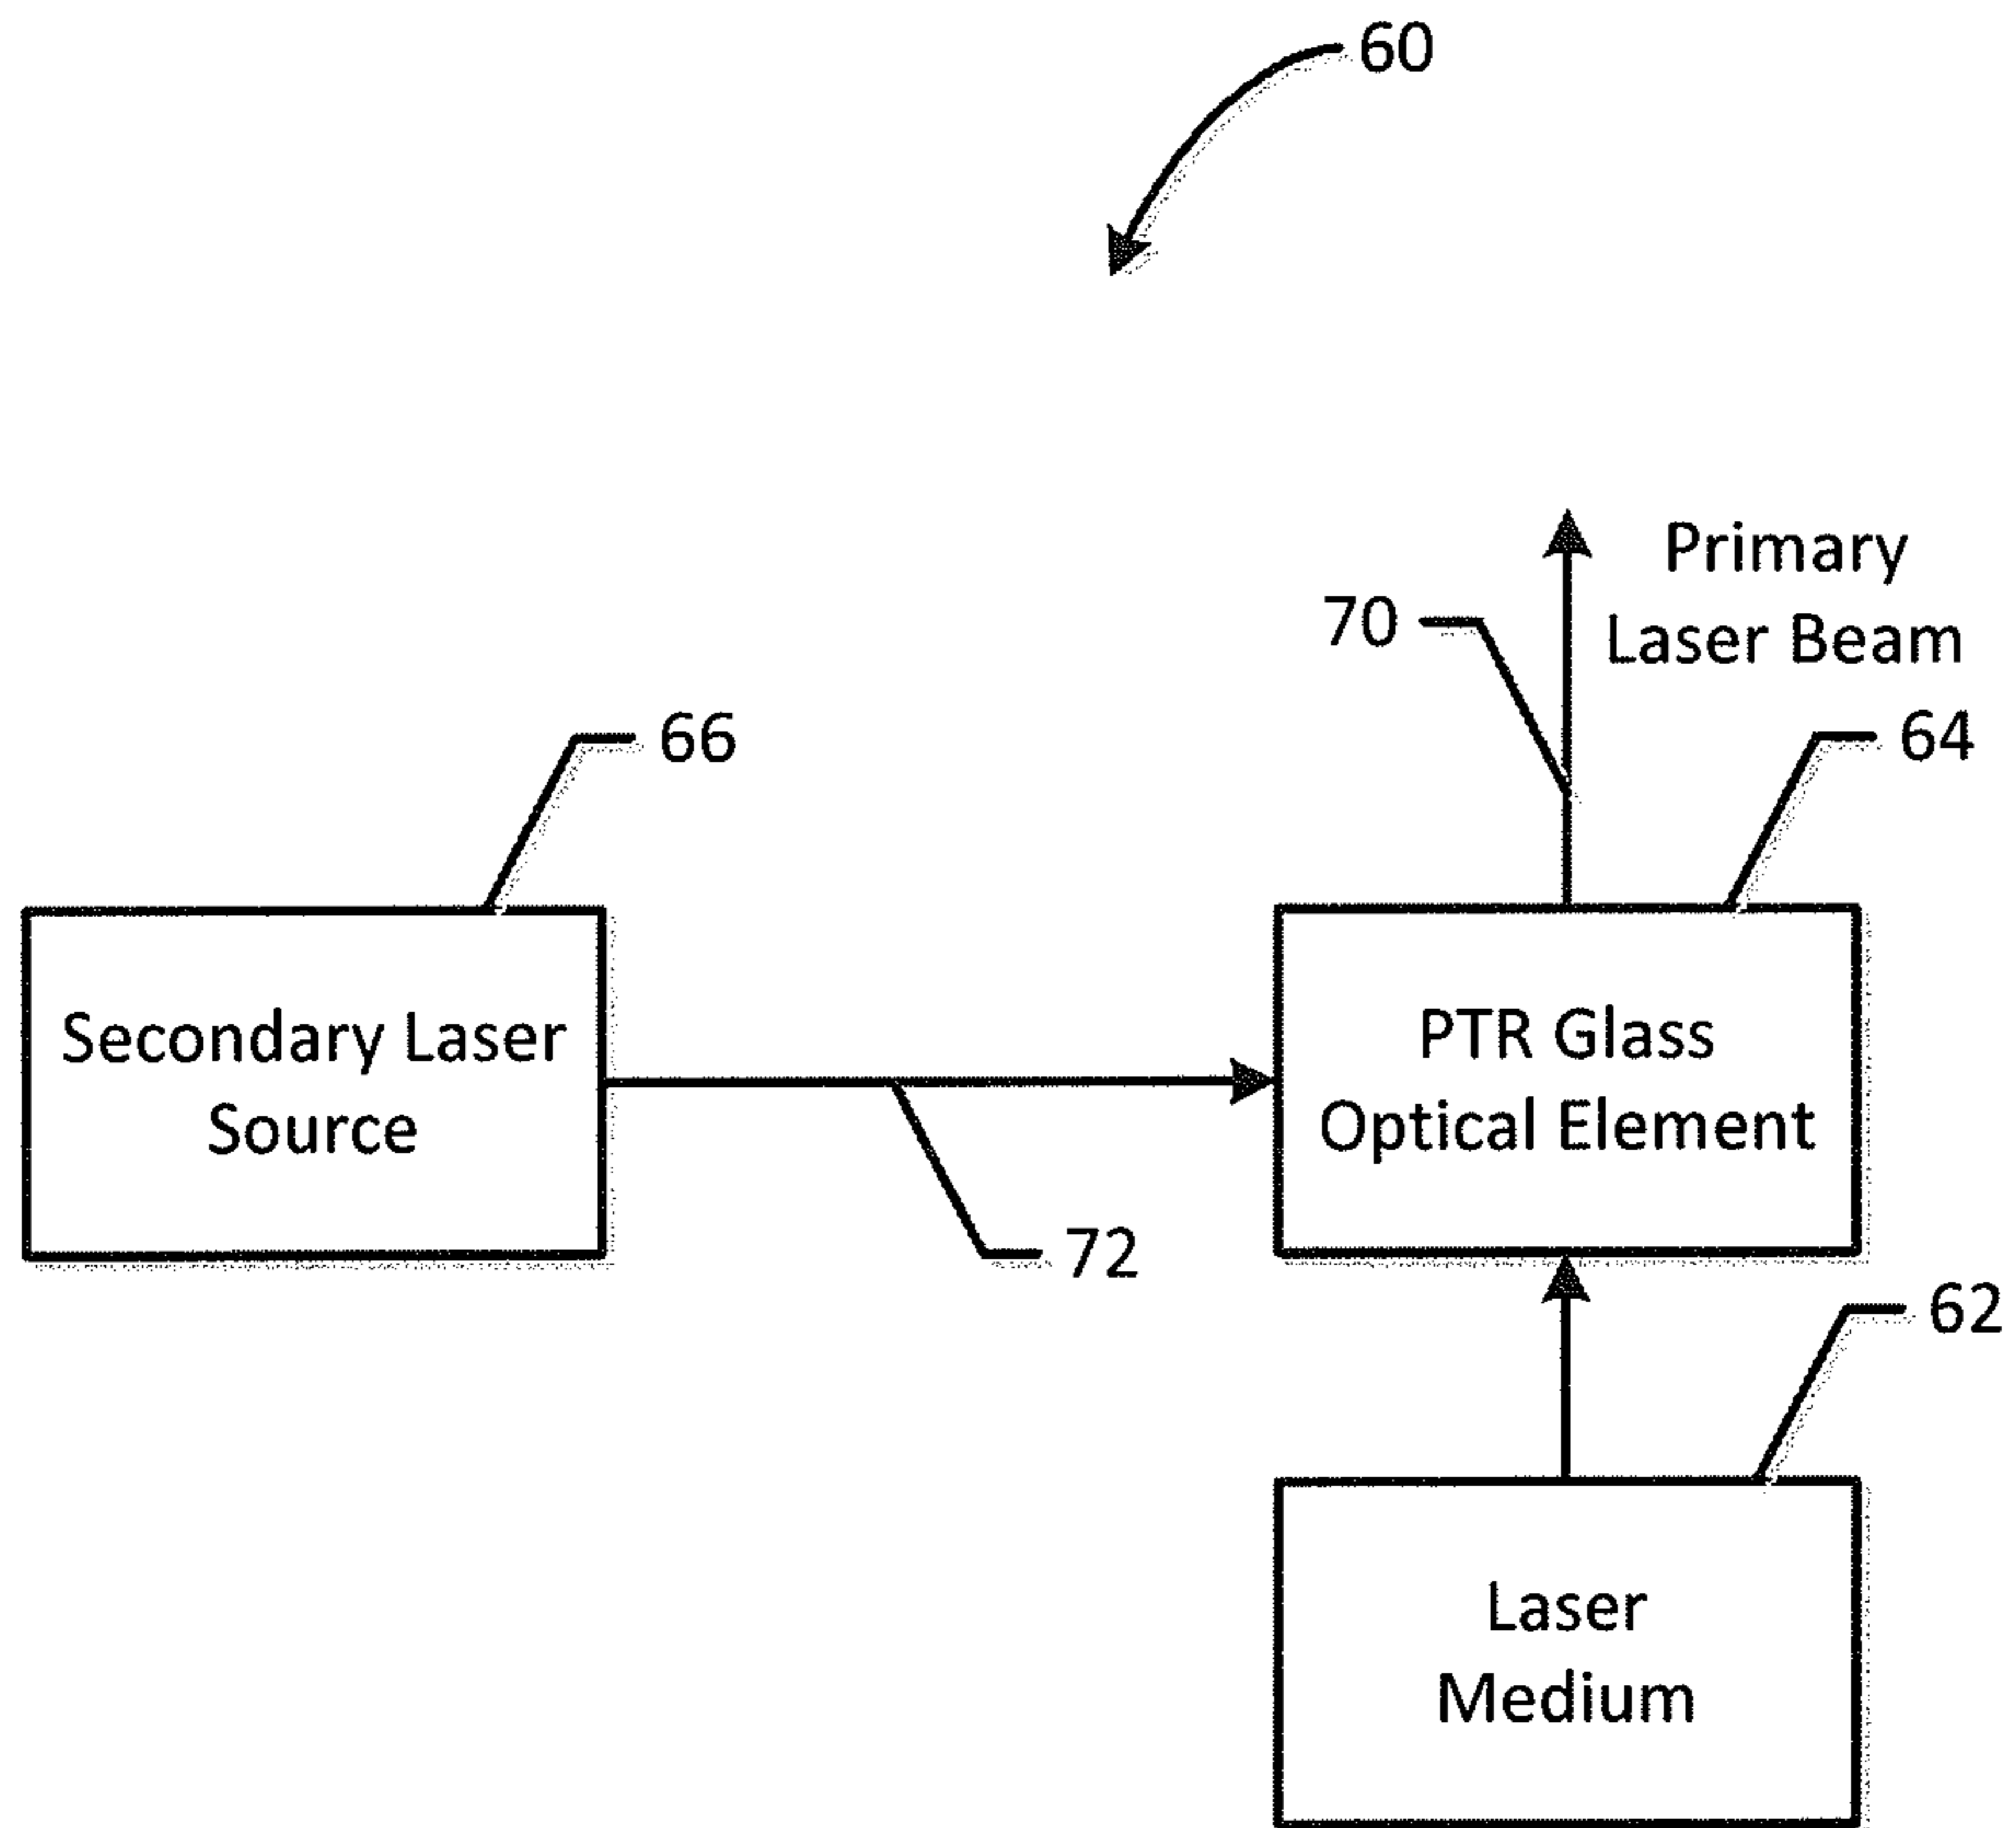 60
Primary
Laser Beam
70
66
64
Secondary Laser
Source
PTR Glass
Optical Element
72
62
Laser
Medium